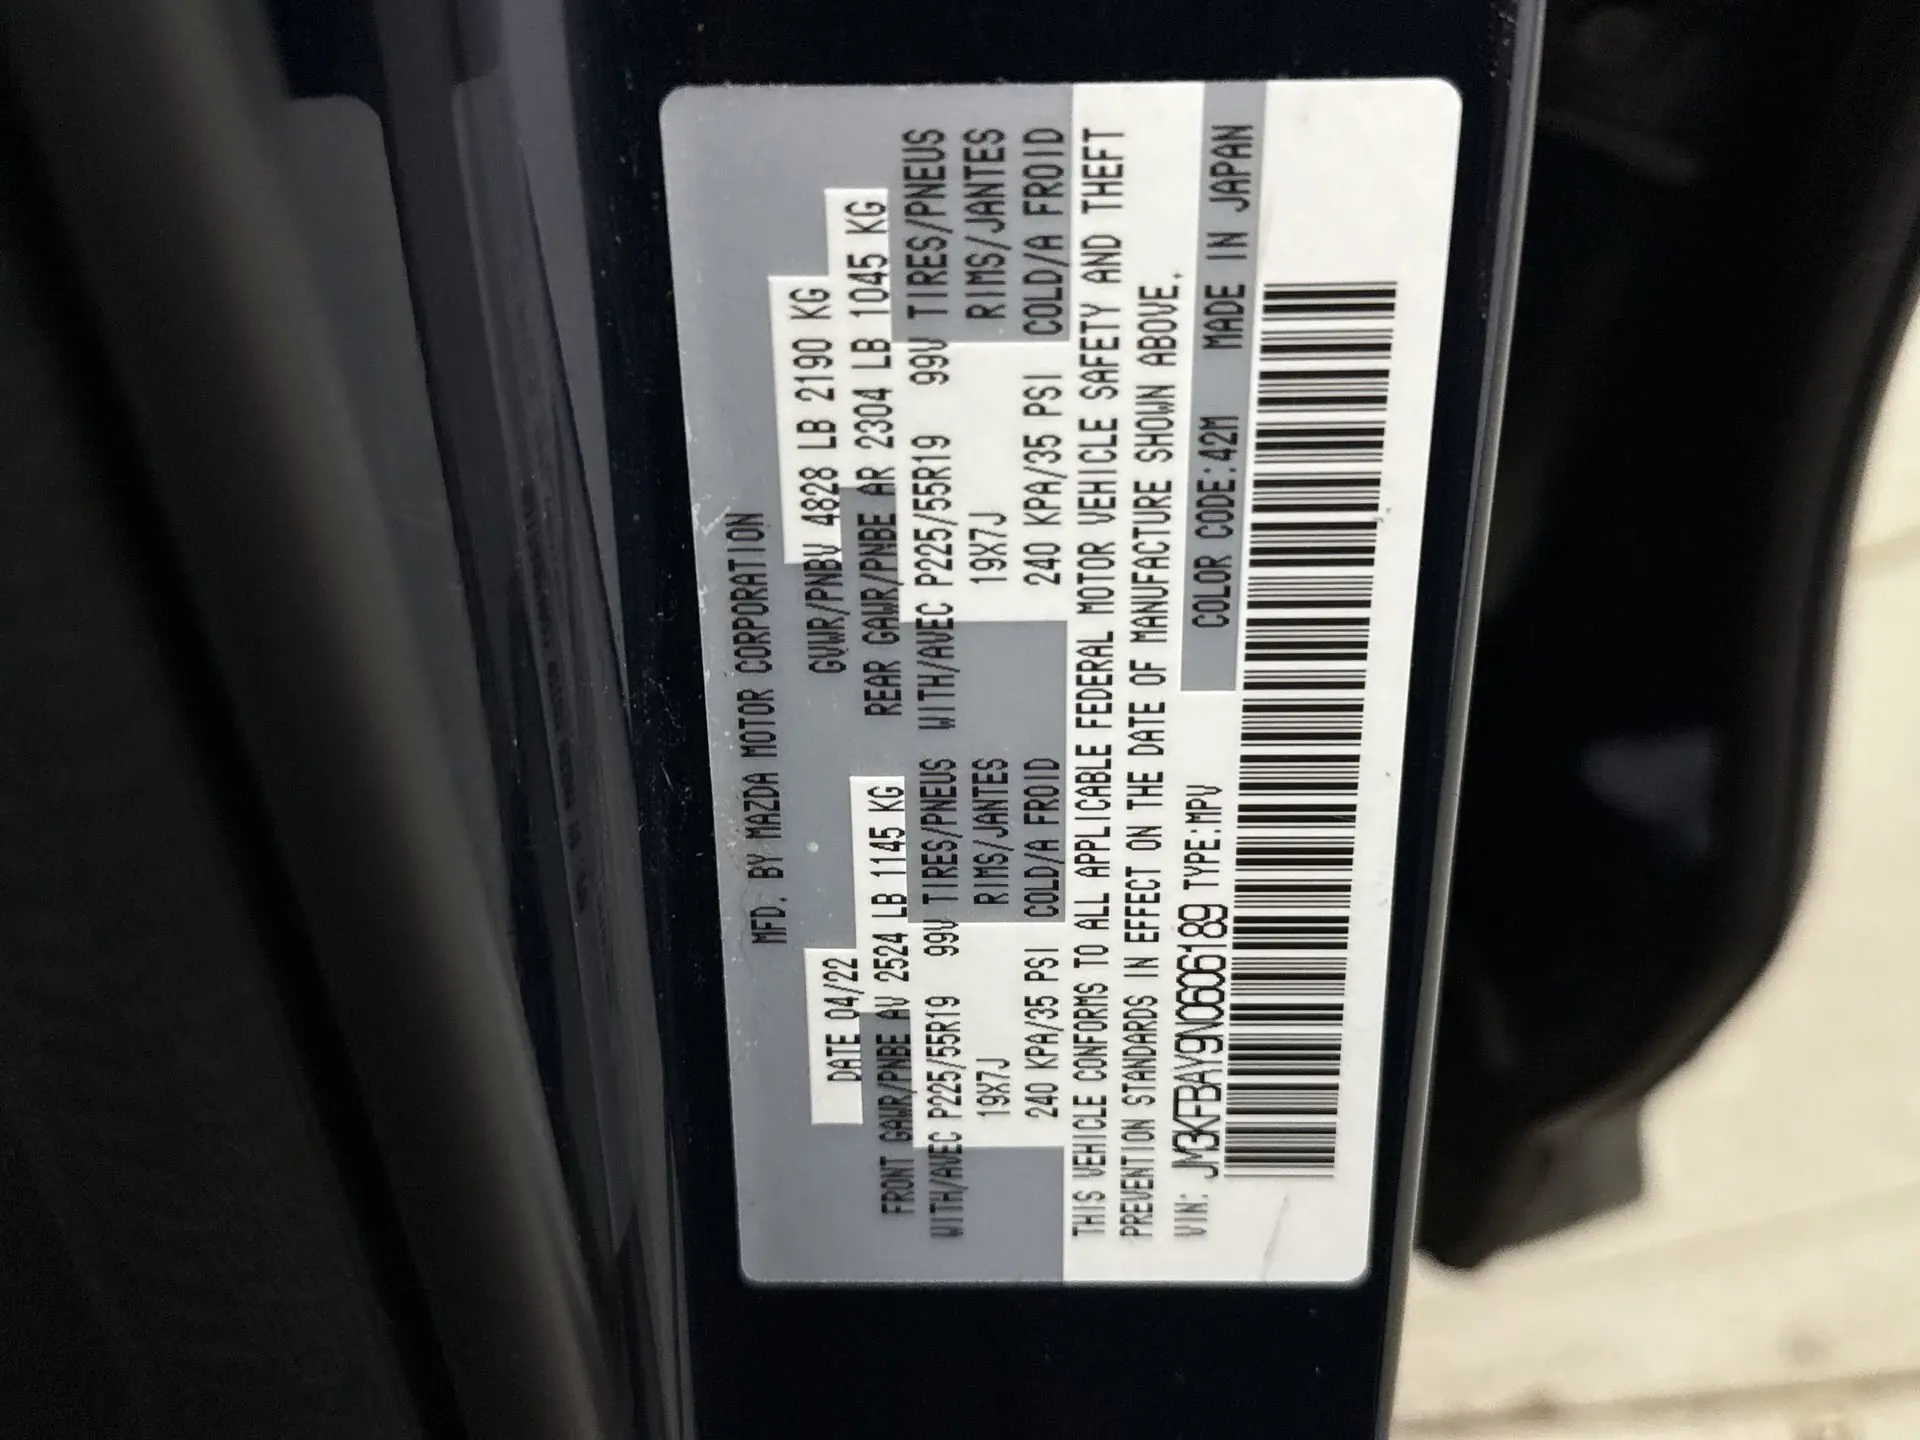 MFD. BY MAZDA MOTOR CORPORATION
DATE 04/22 GVWR/PNBV 4828 LB 2190 KG
FRONT GAWR/PNBE AV 2524 LB 1145 KG REAR GAWR/PNBE AR 2304 LB 1045 KG
WITH/AVEC P225/55R19 99V TIRES/PNEUS WITH/AVEC P225/55R19 99V TIRES/PNEUS
19X7J RIMS/JANTES 19X7J RIMS/JANTES
240 KPA/35 PSI COLD/A FROID 240 KPA/35 PSI COLD/A FROID
THIS VEHICLE CONFORMS TO ALL APPLICABLE FEDERAL MOTOR VEHICLE SAFETY AND THEFT
PREVENTION STANDARDS IN EFFECT ON THE DATE OF MANUFACTURE SHOWN ABOVE.
VIN: JM3KFBAY9N0606189 TYPE:MPV COLOR CODE:42M MADE IN JAPAN